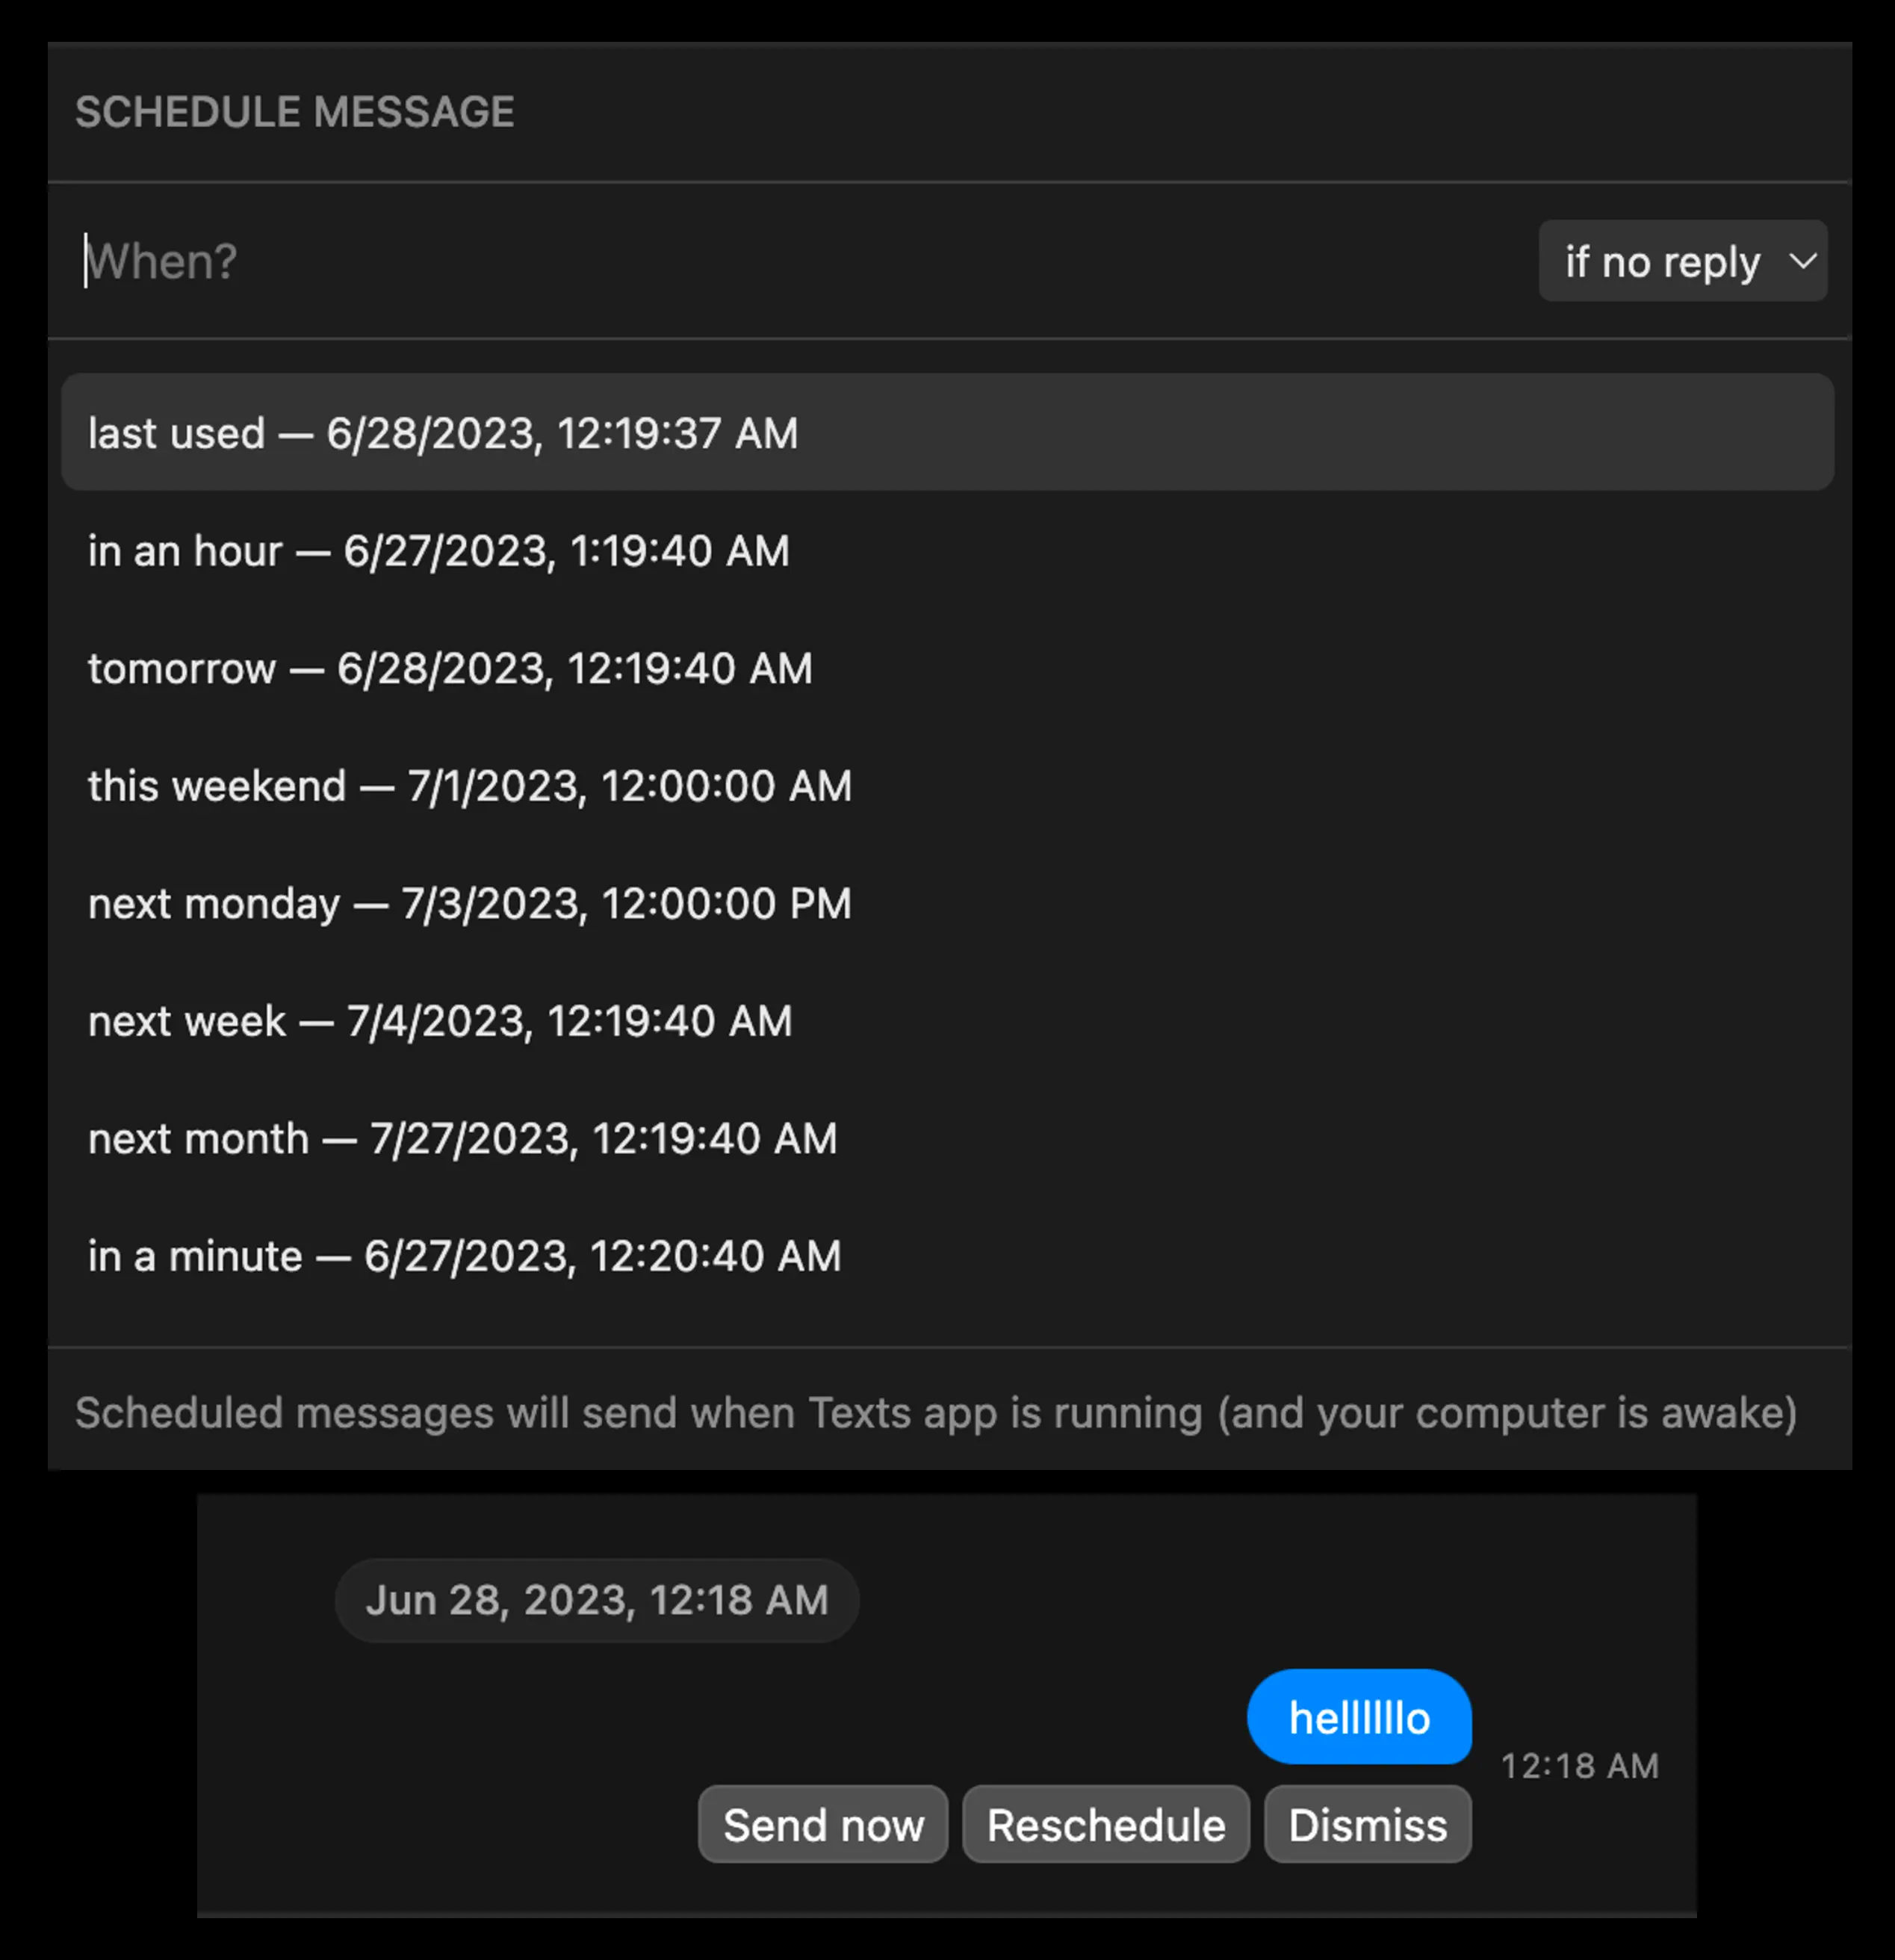 SCHEDULE MESSAGE
When?
if no reply
last used — 6/28/2023, 12:19:37 AM
in an hour — 6/27/2023, 1:19:40 AM
tomorrow — 6/28/2023, 12:19:40 AM
this weekend — 7/1/2023, 12:00:00 AM
next monday — 7/3/2023, 12:00:00 PM
next week — 7/4/2023, 12:19:40 AM
next month — 7/27/2023, 12:19:40 AM
in a minute — 6/27/2023, 12:20:40 AM
Scheduled messages will send when Texts app is running (and your computer is awake)
Jun 28, 2023, 12:18 AM
helllllllo
12:18 AM
Send now Reschedule Dismiss